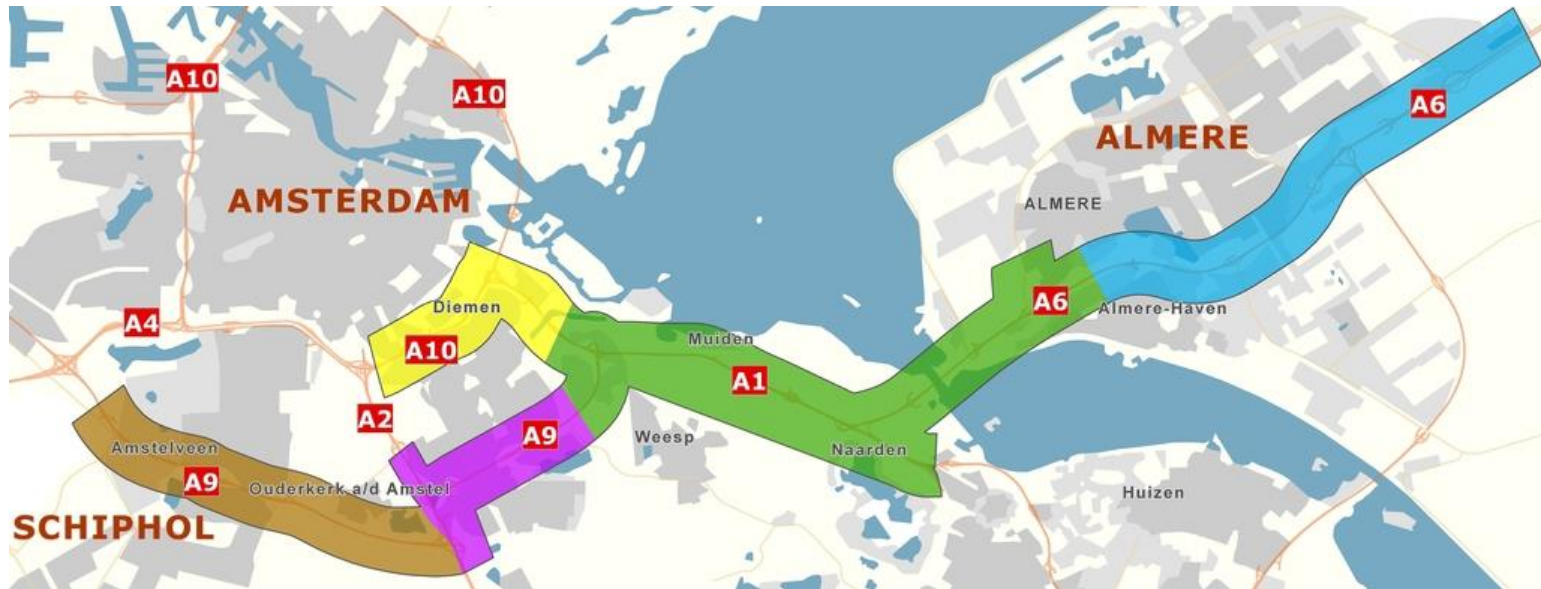 A10
A10
A6
ALMERE
AMSTERDAM
ALMERE
Diemen
A6
Almere-Haven
A4
Muiden
A10
A1
A2
A9
Weesp
Amstelveen
Naarden
A9
Ouderkerk a/d Amstel
Huizen
SCHIPHOL